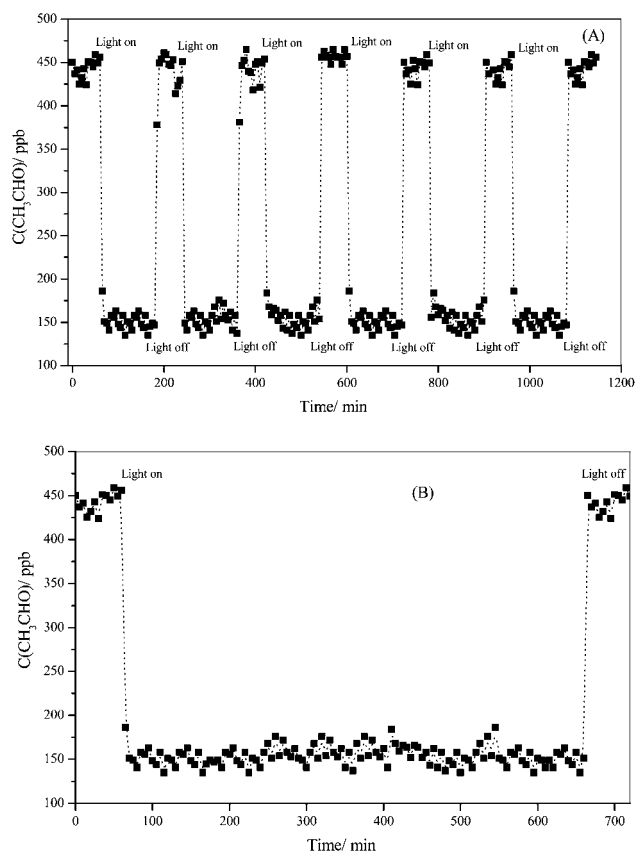 (A)
Light on Light on Light on Light on Light on Light on
C(CH3CHO)/ ppb
500
450
400
350
300
250
200
150
100
Light off Light off Light off Light off Light off Light off
0 200 400 600 800 1000 1200
Time/ min
(B)
Light on Light off
C(CH3CHO)/ ppb
500
450
400
350
300
250
200
150
100
0 100 200 300 400 500 600 700
Time/ min